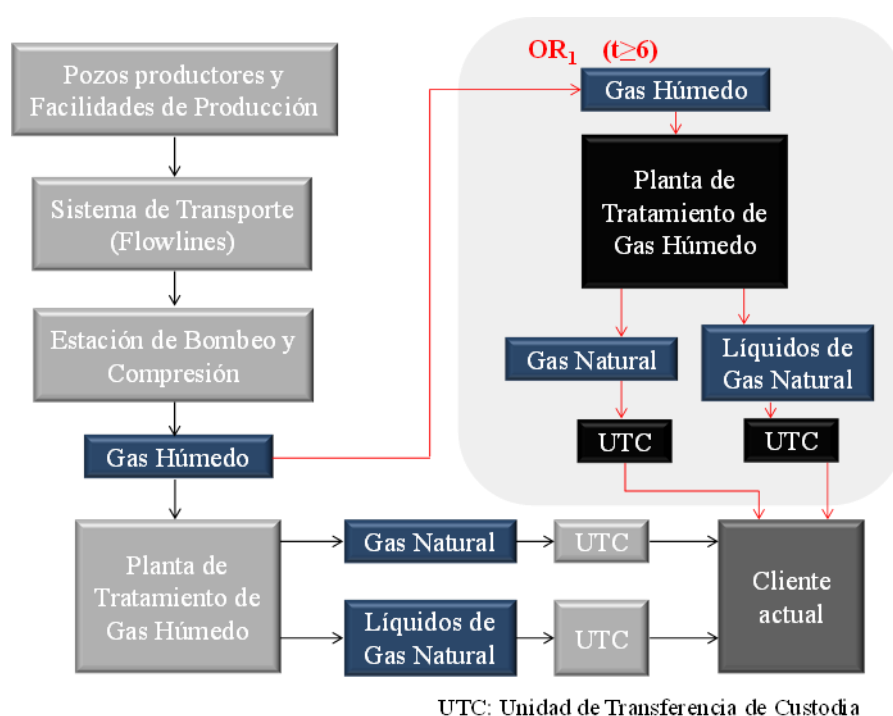 Pozos productores y
Facilidades de Producción
Sistema de Transporte
(Flowlines)
Estación de Bombeo y
Compresión
Gas Húmedo
Planta de
Tratamiento de
Gas Húmedo
Gas Natural
UTC
Líquidos de
Gas Natural
UTC
Cliente
actual
OR1 (t≥6)
Gas Húmedo
Planta de
Tratamiento de
Gas Húmedo
Gas Natural
Líquidos de
Gas Natural
UTC
UTC
UTC: Unidad de Transferencia de Custodia